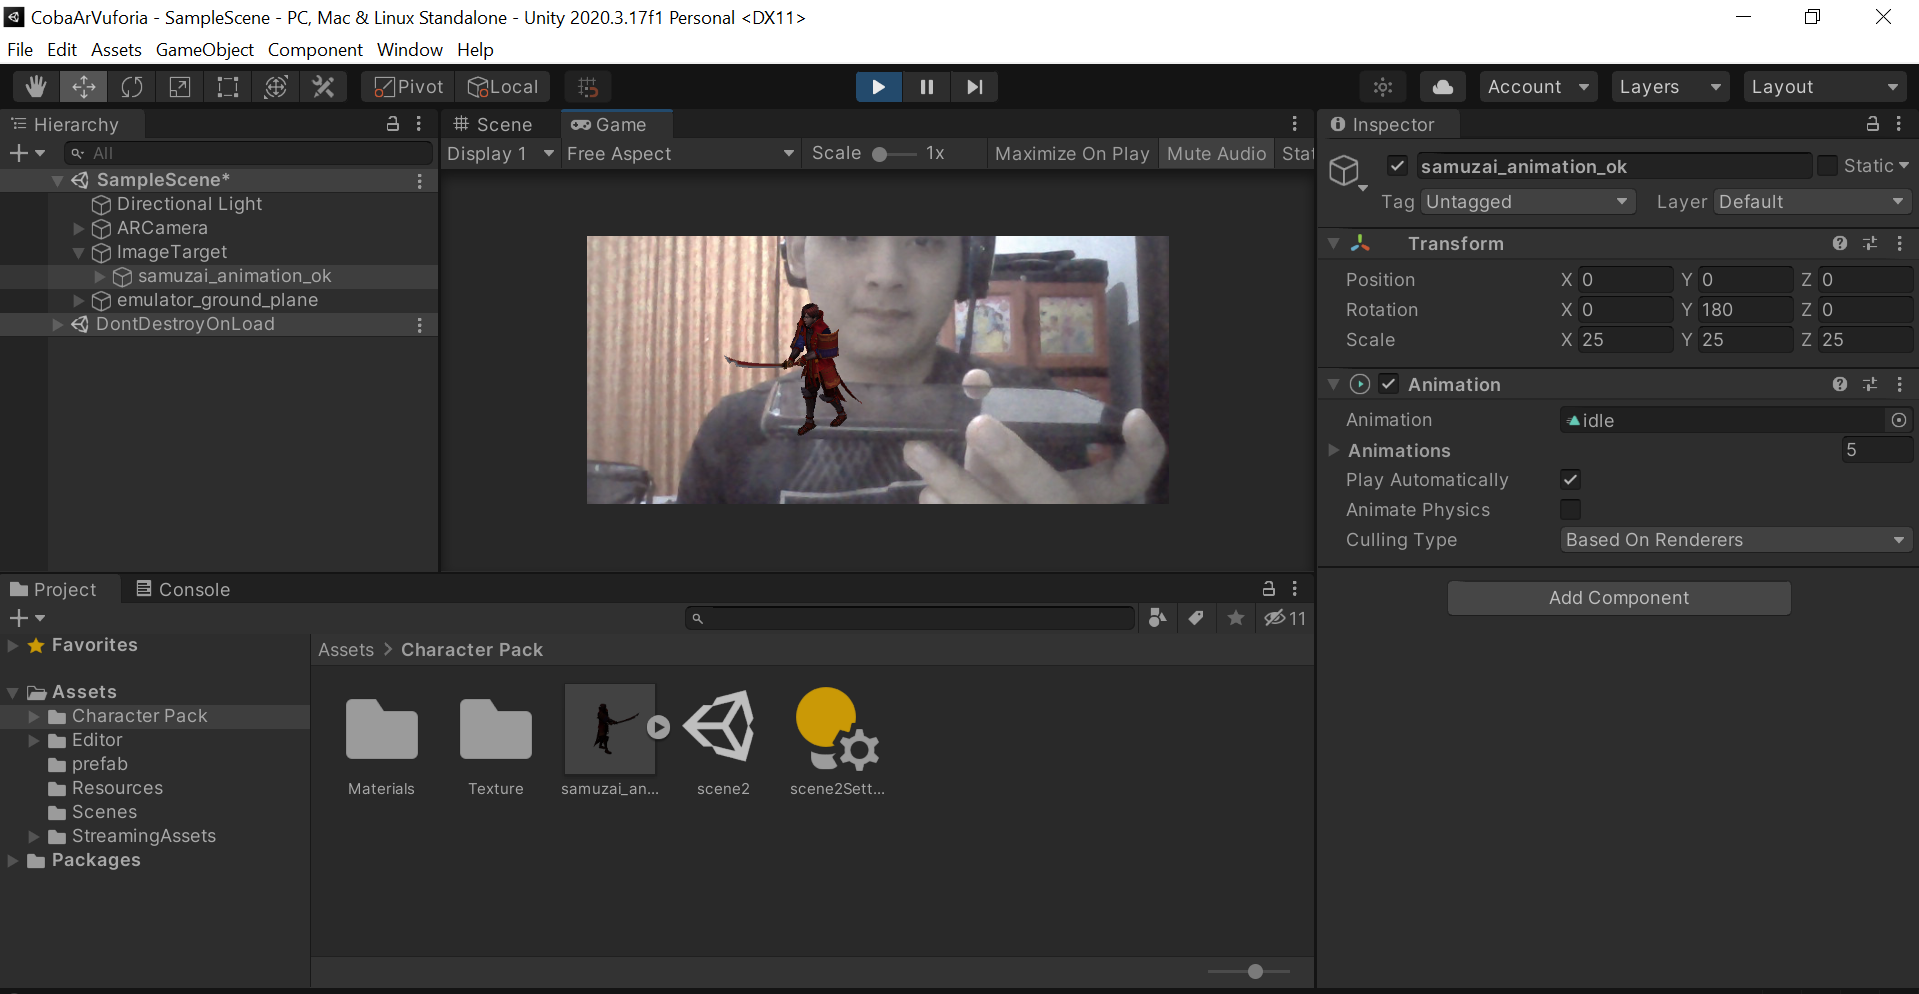 CobaArVuforia - SampleScene - PC, Mac & Linux Standalone - Unity 2020.3.17f1 Personal <DX11>
File Edit Assets GameObject Component Window Help
Pivot Local Account Layers Layout
Hierarchy
All
SampleScene*
Directional Light
ARCamera
ImageTarget
samuzai_animation_ok
emulator_ground_plane
DontDestroyOnLoad
Scene Game
Display 1 Free Aspect Scale 1x Maximize On Play Mute Audio Stat
Inspector
samuzai_animation_ok Static
Tag Untagged Layer Default
Transform
Position X 0 Y 0 Z 0
Rotation X 0 Y 180 Z 0
Scale X 25 Y 25 Z 25
Animation
Animation idle
Animations 5
Play Automatically
Animate Physics
Culling Type Based On Renderers
Add Component
Project Console
11
Favorites
Assets
Character Pack
Editor
prefab
Resources
Scenes
StreamingAssets
Packages
Assets > Character Pack
Materials Texture samuzai_an... scene2 scene2Sett...